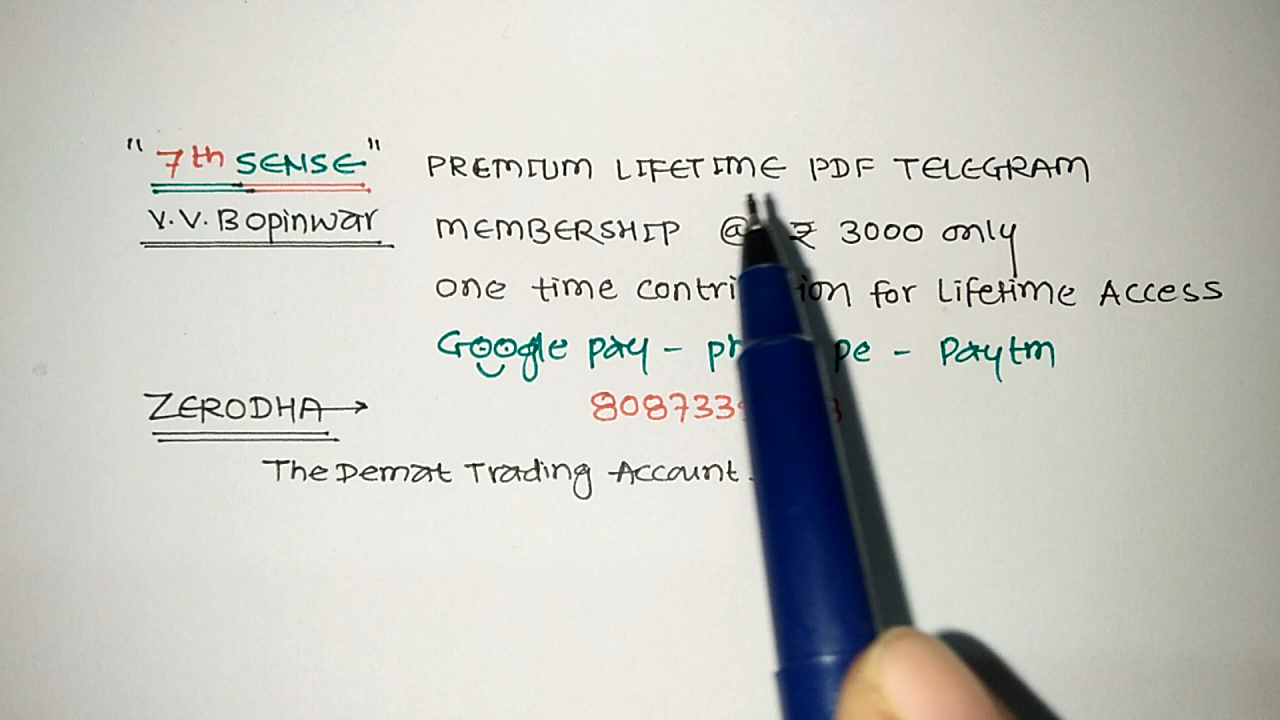 " 7th SENSE" PREMIUM LIFETIME PDF TELEGRAM
V.V. Bopinwar MEMBERSHIP @ ₹ 3000 only
one time for Lifetime Access
Google pay - - Paytm
ZERODHA →
The Demat Trading Account.